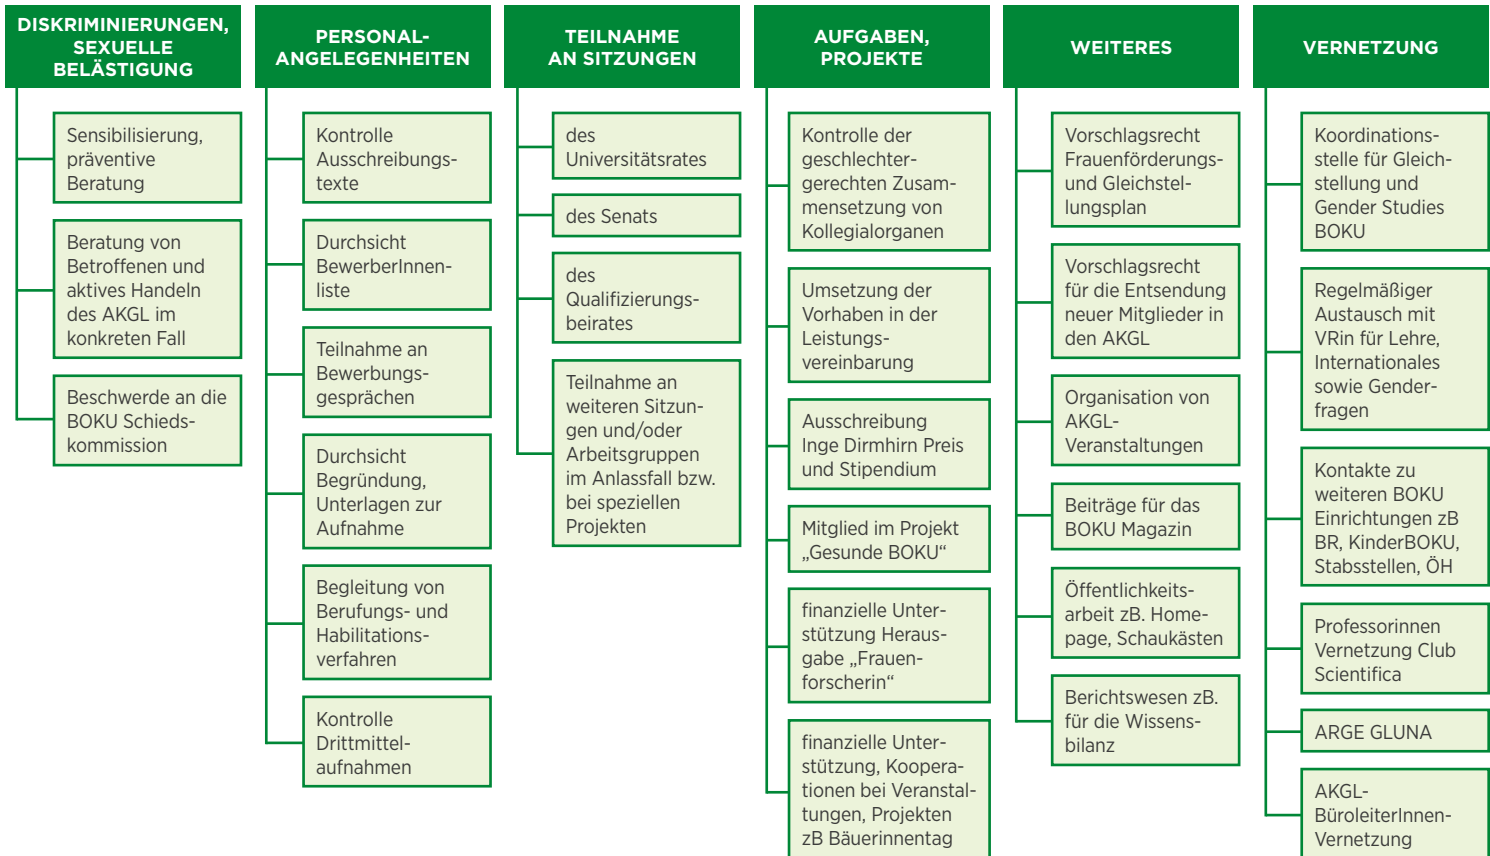 DISKRIMINIERUNGEN,
SEXUELLE
BELÄSTIGUNG
Sensibilisierung,
präventive
Beratung
Beratung von
Betroffenen und
aktives Handeln
des AKGL im
konkreten Fall
Beschwerde an die
BOKU Schieds-
kommission
PERSONAL-
ANGELEGENHEITEN
Kontrolle
Ausschreibungs-
texte
Durchsicht
BewerberInnen-
liste
Teilnahme an
Bewerbungs-
gesprächen
Durchsicht
Begründung,
Unterlagen zur
Aufnahme
Begleitung von
Berufungs- und
Habilitations-
verfahren
Kontrolle
Drittmittel-
aufnahmen
TEILNAHME
AN SITZUNGEN
des
Universitätsrates
des Senats
des
Qualifizierungs-
beirates
Teilnahme an
weiteren Sitzun-
gen und/oder
Arbeitsgruppen
im Anlassfall bzw.
bei speziellen
Projekten
AUFGABEN,
PROJEKTE
Kontrolle der
geschlechter-
gerechten Zusam-
mensetzung von
Kollegialorganen
Umsetzung der
Vorhaben in der
Leistungs-
vereinbarung
Ausschreibung
Inge Dirmhirn Preis
und Stipendium
Mitglied im Projekt
„Gesunde BOKU“
finanzielle Unter-
stützung Heraus-
gabe „Frauen-
forscherin“
finanzielle Unter-
stützung, Koopera-
tionen bei Veranstal-
tungen, Projekten
zB Bäuerinnentag
WEITERES
Vorschlagsrecht
Frauenförderungs-
und Gleichstel-
lungsplan
Vorschlagsrecht
für die Entsendung
neuer Mitglieder in
den AKGL
Organisation von
AKGL-
Veranstaltungen
Beiträge für das
BOKU Magazin
Öffentlichkeits-
arbeit zB. Home-
page, Schaukästen
Berichtswesen zB.
für die Wissens-
bilanz
VERNETZUNG
Koordinations-
stelle für Gleich-
stellung und
Gender Studies
BOKU
Regelmäßiger
Austausch mit
VRin für Lehre,
Internationales
sowie Gender-
fragen
Kontakte zu
weiteren BOKU
Einrichtungen zB
BR, KinderBOKU,
Stabsstellen, ÖH
Professorinnen
Vernetzung Club
Scientifica
ARGE GLUNA
AKGL-
BüroleiterInnen-
Vernetzung